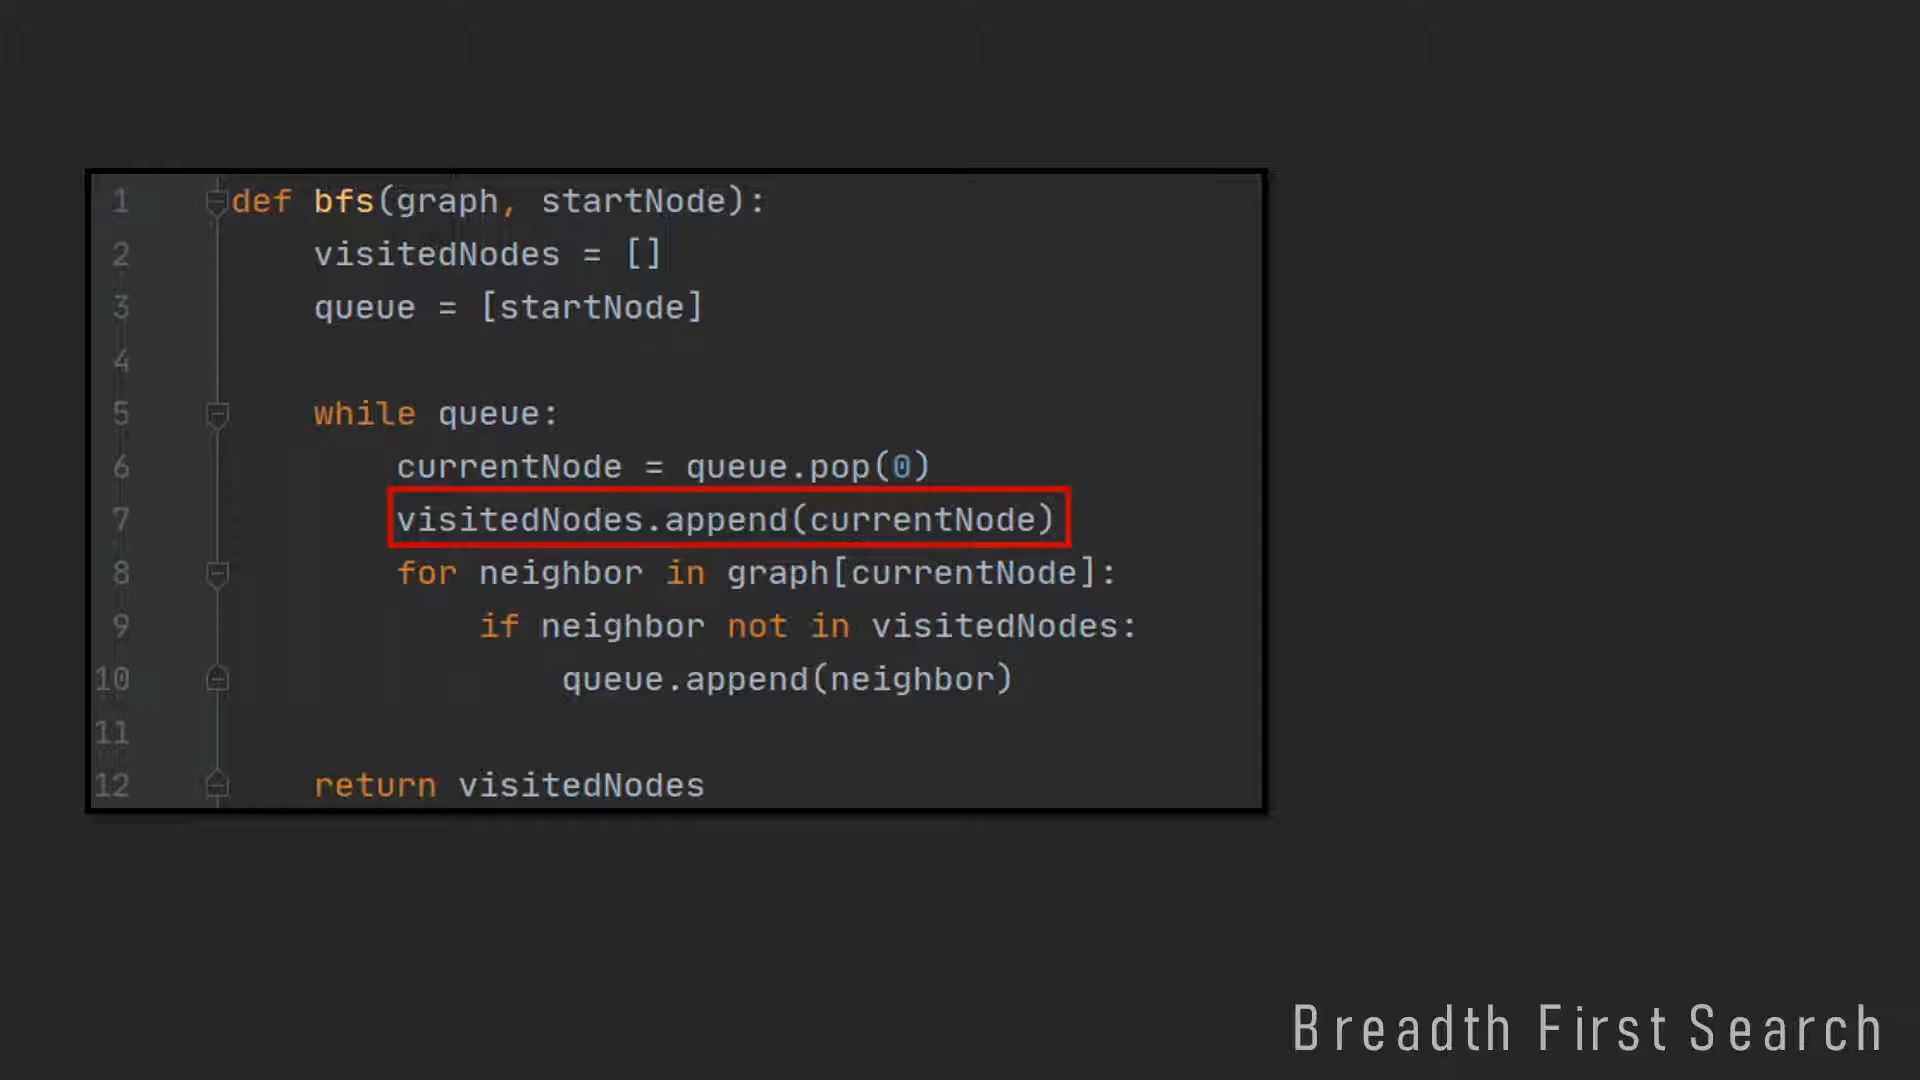 1 def bfs(graph, startNode):
2 visitedNodes = []
3 queue = [startNode]
4
5 while queue:
6 currentNode = queue.pop(0)
7 visitedNodes.append(currentNode)
8 for neighbor in graph[currentNode]:
9 if neighbor not in visitedNodes:
10 queue.append(neighbor)
11
12 return visitedNodes
Breadth First Search